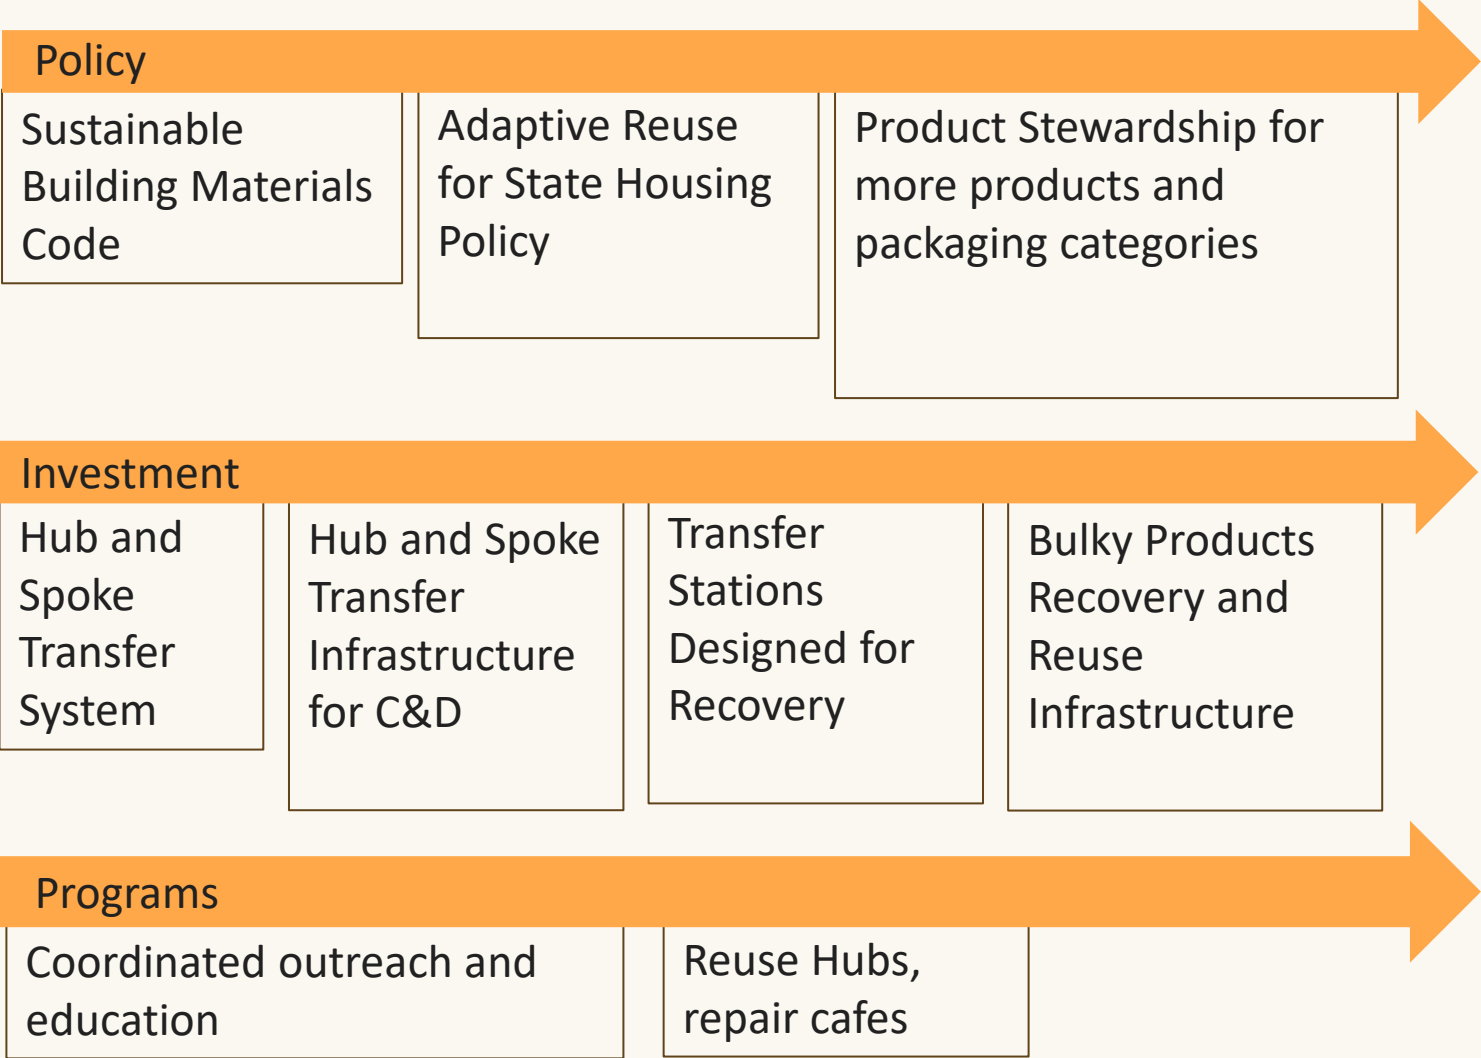 Policy
Sustainable
Building Materials
Code
Adaptive Reuse
for State Housing
Policy
Product Stewardship for
more products and
packaging categories
Investment
Hub and
Spoke
Transfer
System
Hub and Spoke
Transfer
Infrastructure
for C&D
Transfer
Stations
Designed for
Recovery
Bulky Products
Recovery and
Reuse
Infrastructure
Programs
Coordinated outreach and
education
Reuse Hubs,
repair cafes